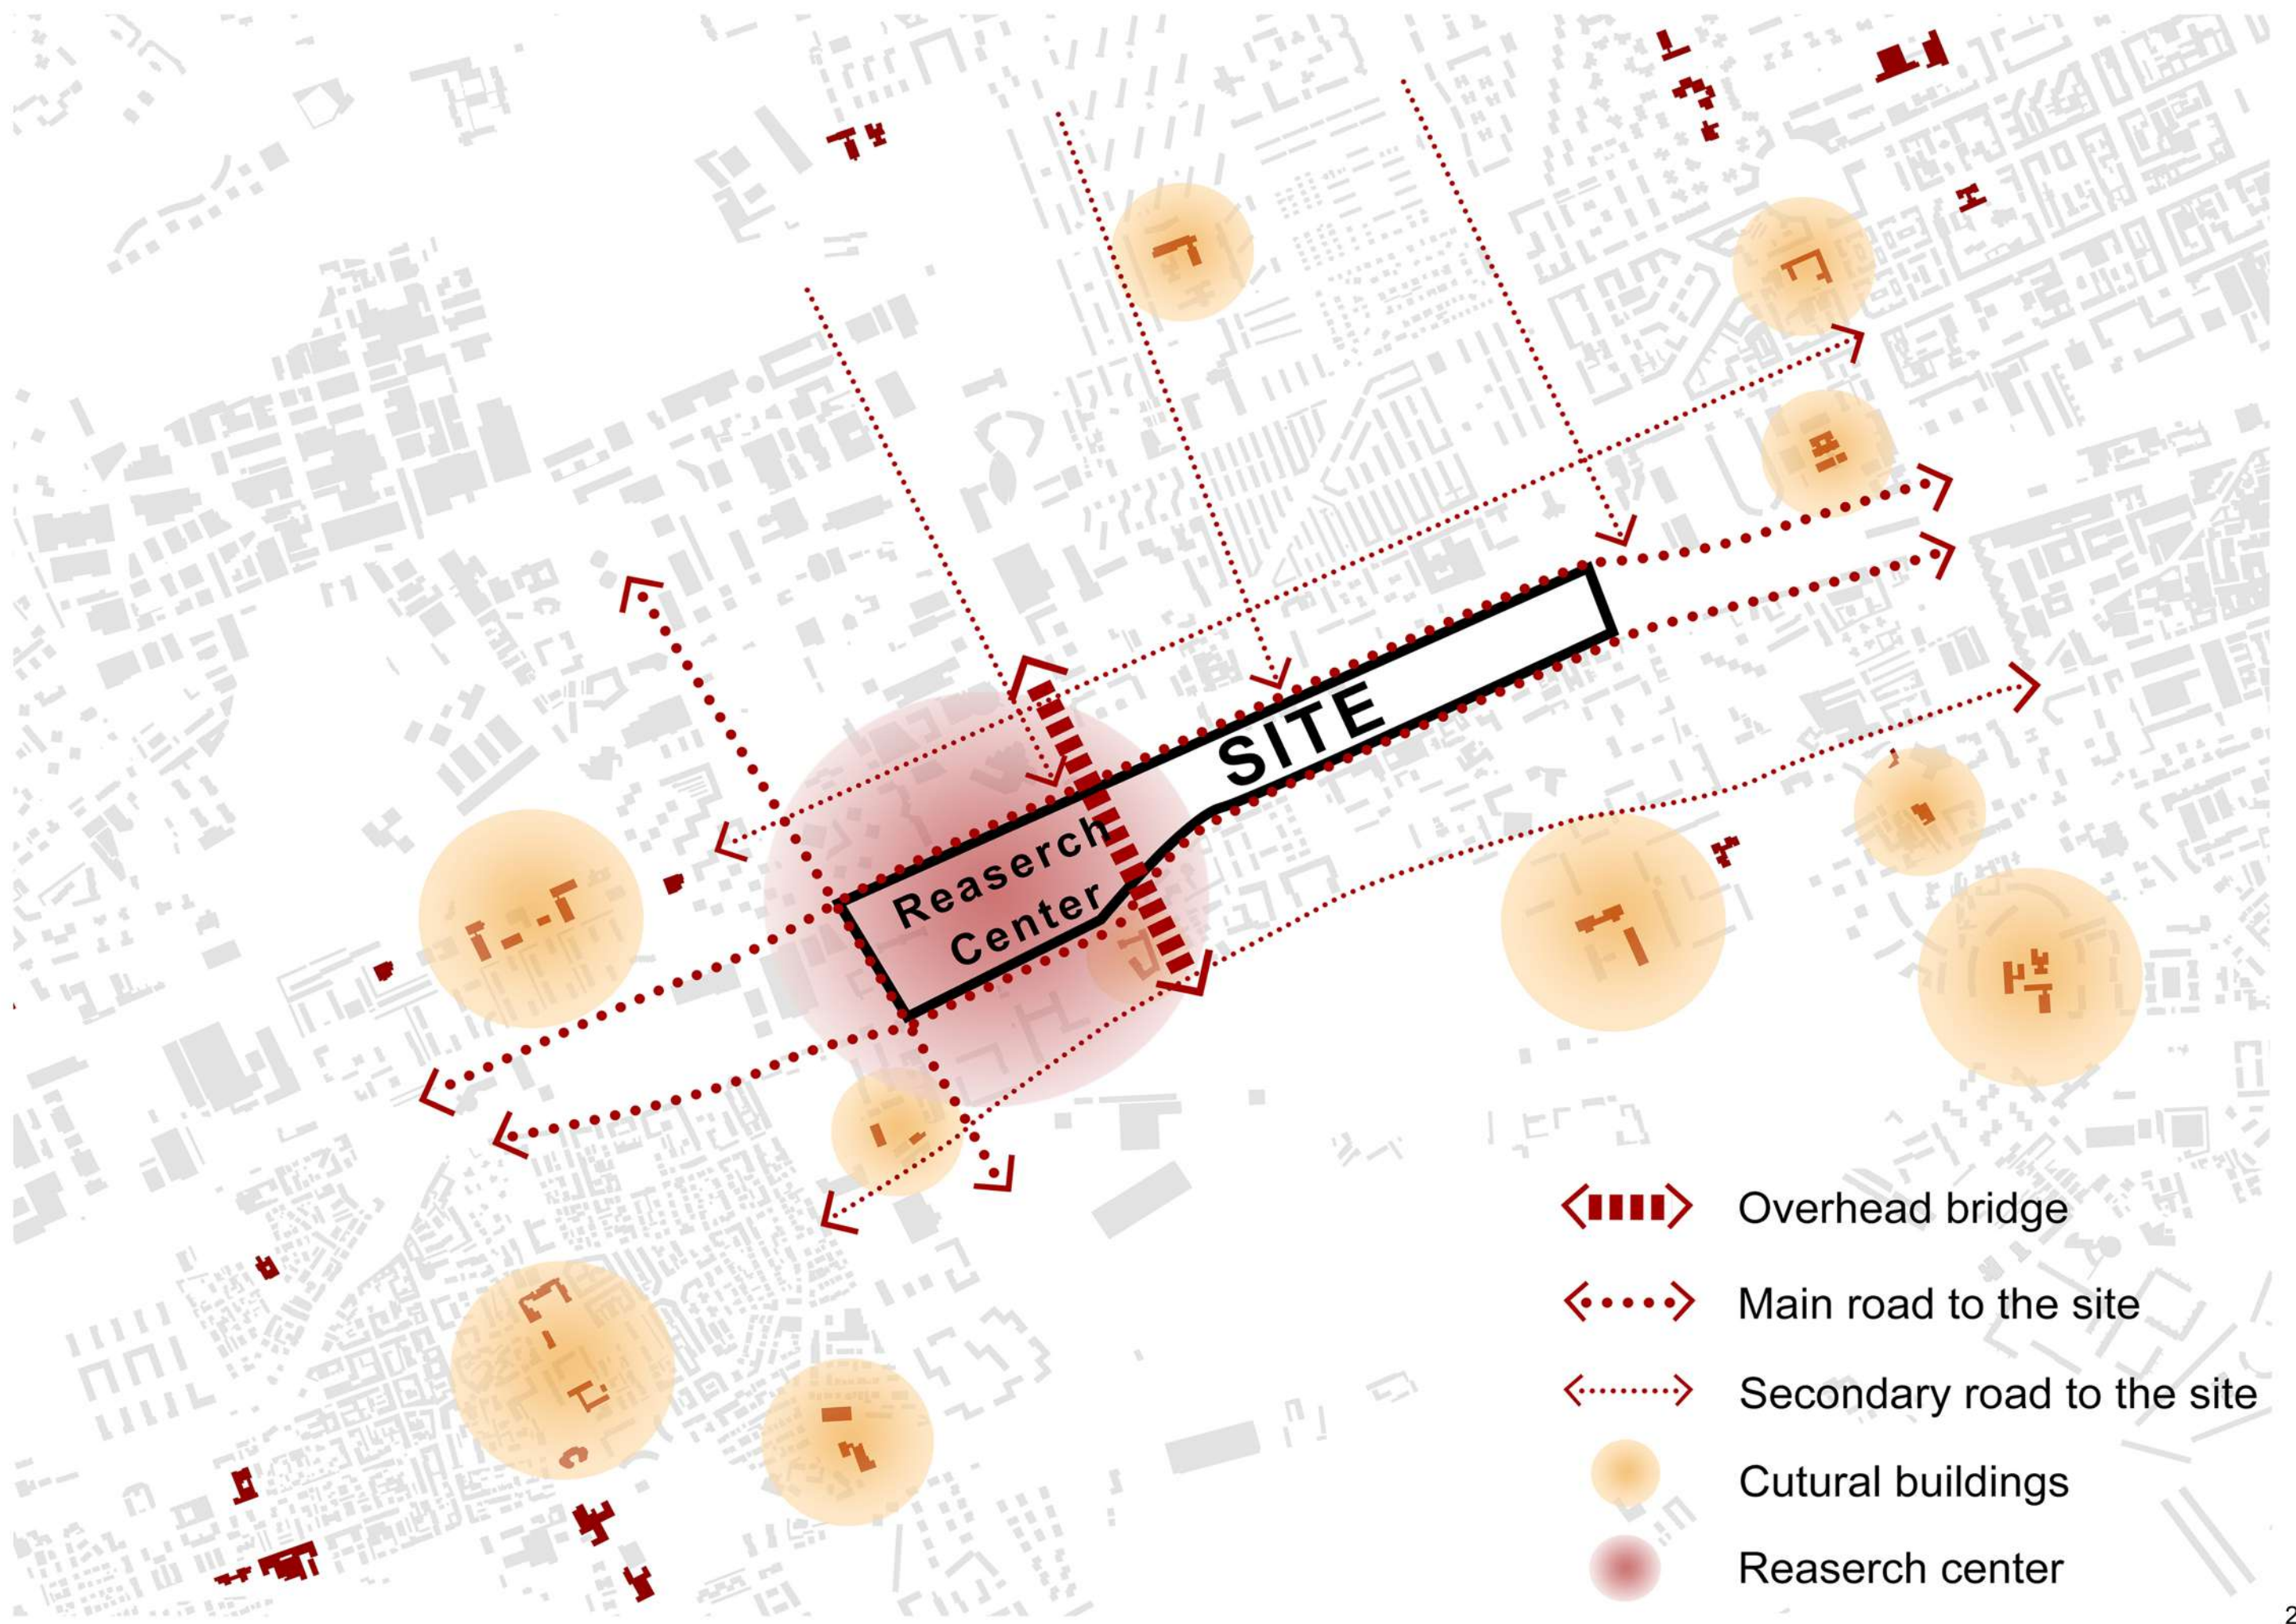 SITE
Reaserch
Center
Overhead bridge
Main road to the site
Secondary road to the site
Cutural buildings
Reaserch center
2